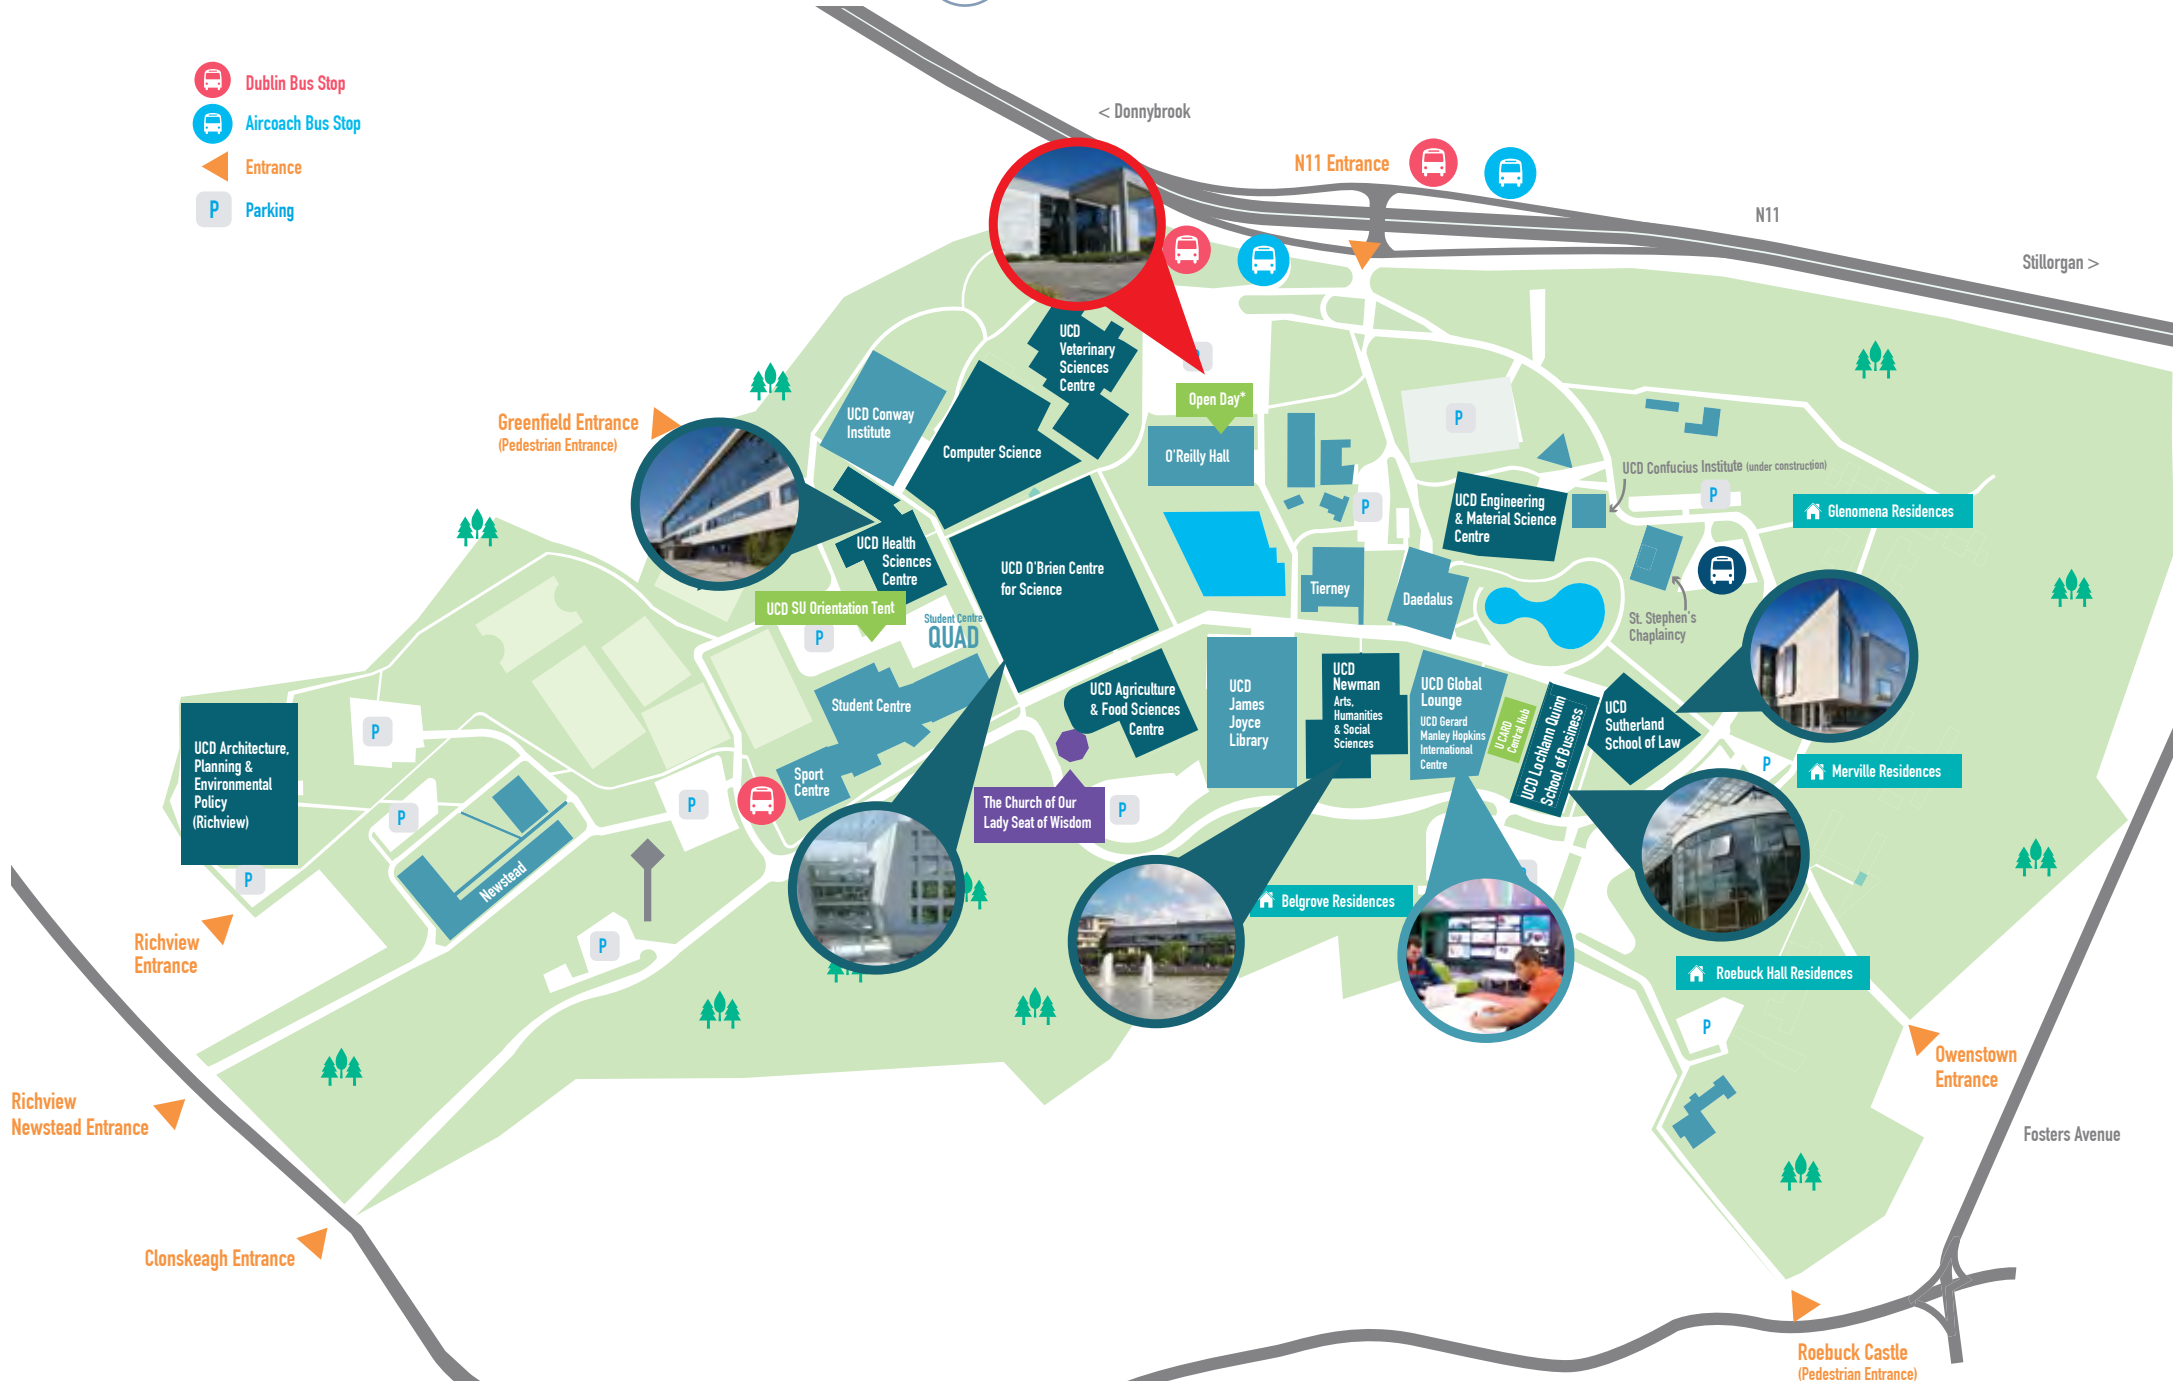 Dublin Bus Stop
Aircoach Bus Stop
Entrance
P
Parking
< Donnybrook
N11 Entrance
N11
Stillorgan >
Greenfield Entrance
(Pedestrian Entrance)
UCD
Veterinary
Sciences
Centre
UCD Conway
Institute
Computer Science
Open Day*
O'Reilly Hall
P
UCD Engineering
& Material Science
Centre
UCD Confucius Institute (under construction)
P
P
Glenomena Residences
UCD Health
Sciences
Centre
UCD O'Brien Centre
for Science
Tierney
Daedalus
St. Stephen's
Chaplaincy
UCD SU Orientation Tent
P
Student Centre
QUAD
Student Centre
Sport
Centre
UCD Agriculture
& Food Sciences
Centre
UCD
James
Joyce
Library
UCD
Newman
Arts,
Humanities
& Social
Sciences
UCD Global
Lounge
UCD Gerard
Manley Hopkins
International
Centre
U CARD
Central Hub
UCD Lochlann Quinn
School of Business
UCD
Sutherland
School of Law
P
Merville Residences
UCD Architecture,
Planning &
Environmental
Policy
(Richview)
P
P
P
P
Newstead
P
The Church of Our
Lady Seat of Wisdom
P
Belgrove Residences
Roebuck Hall Residences
P
Richview
Entrance
Richview
Newstead Entrance
Clonskeagh Entrance
Owenstown
Entrance
Fosters Avenue
Roebuck Castle
(Pedestrian Entrance)